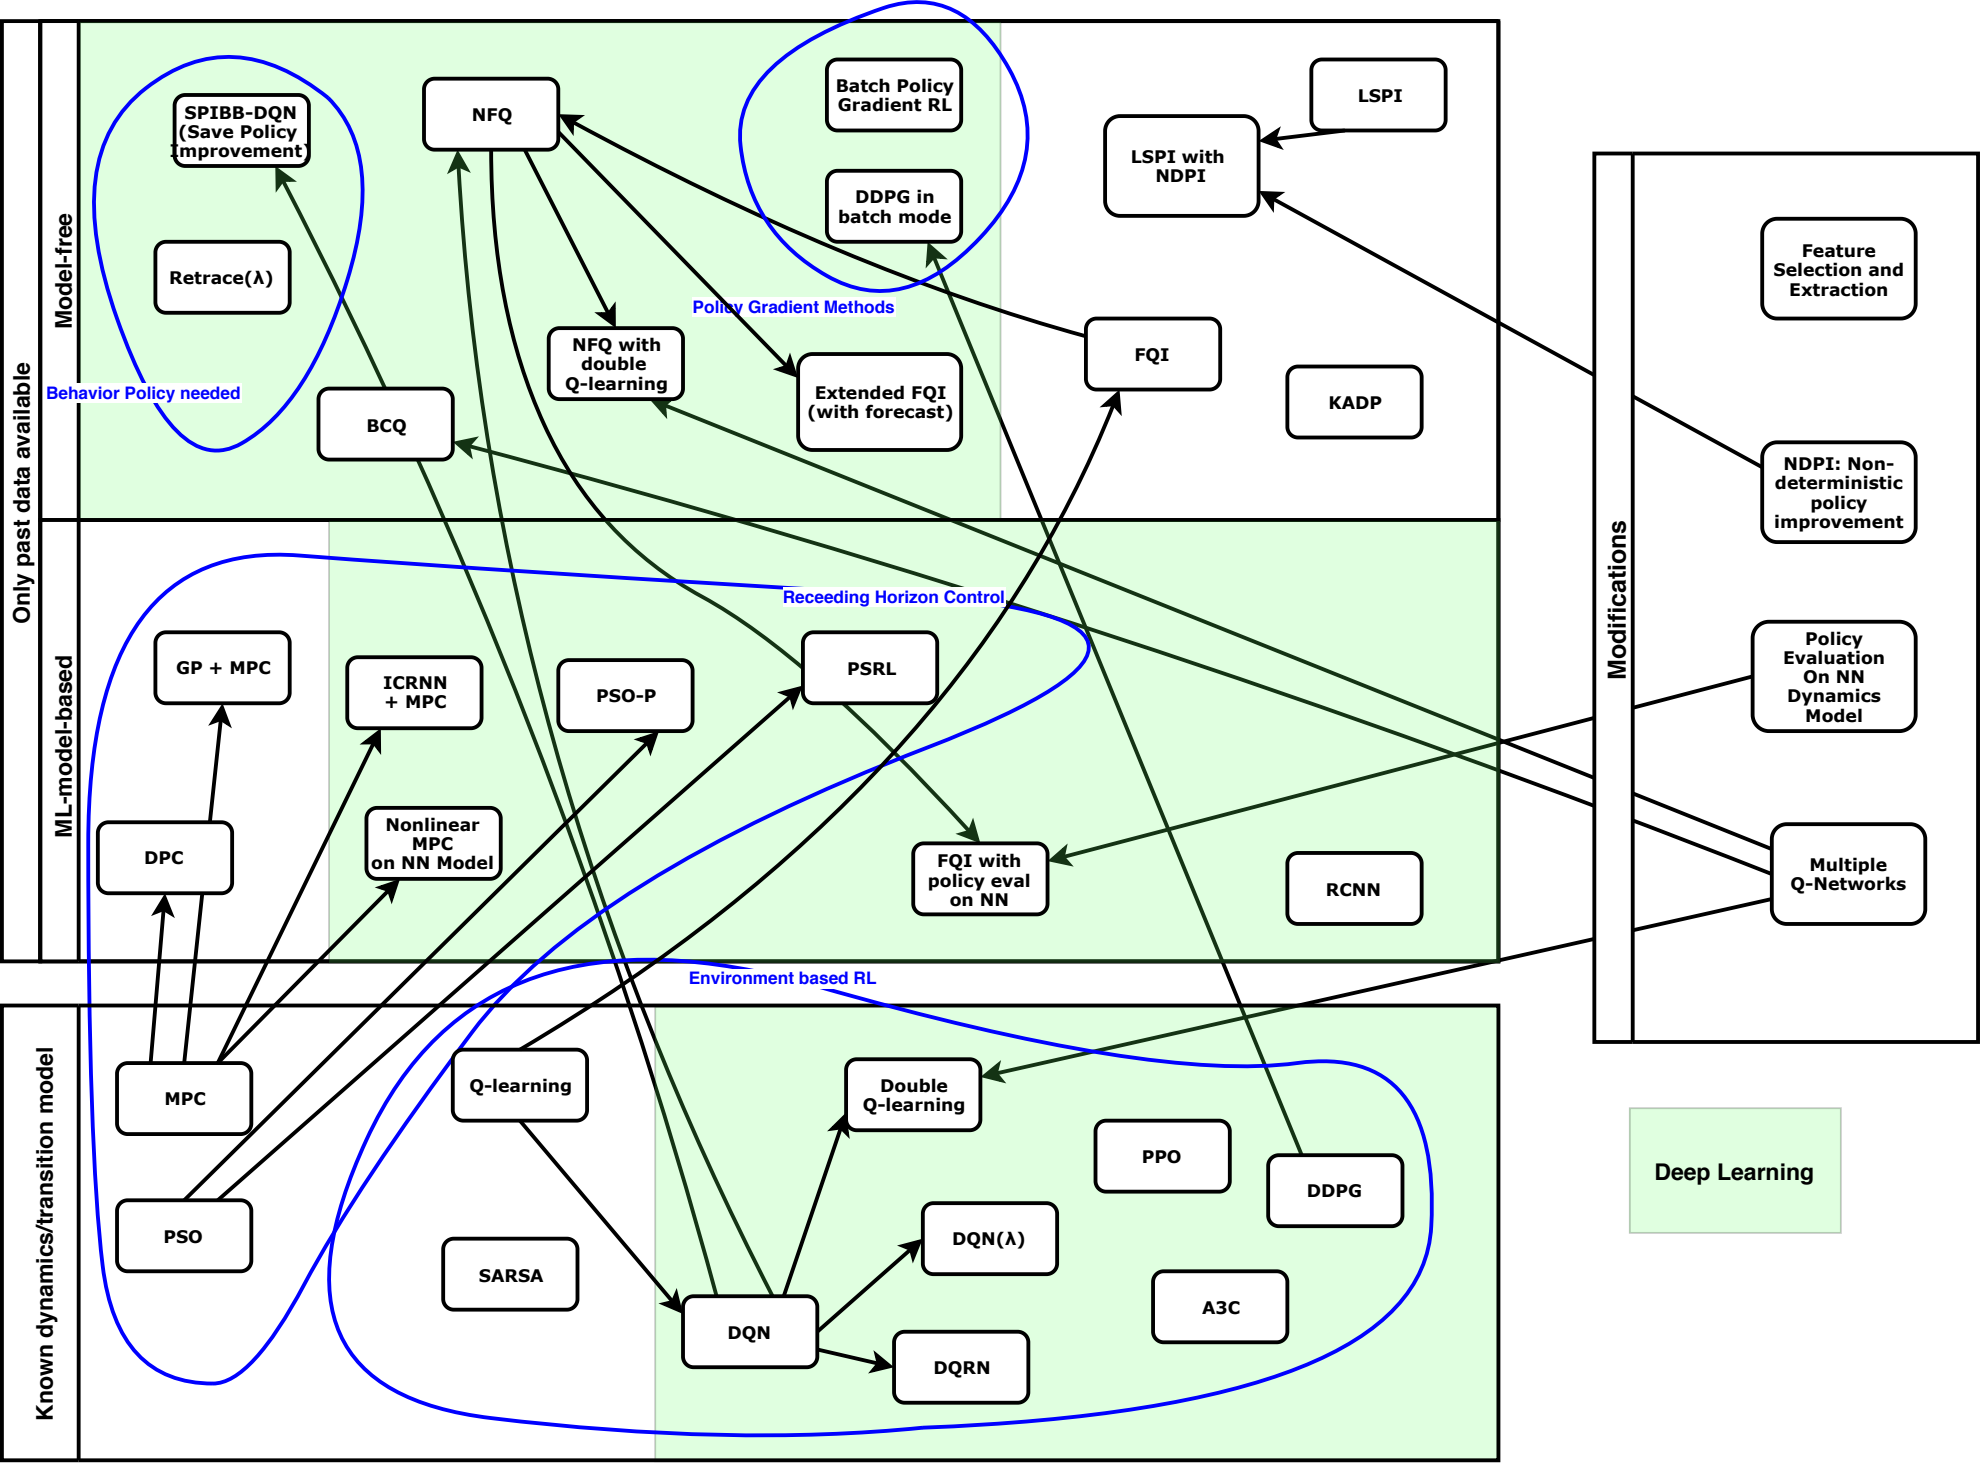 Only past data available
Model-free
SPIBB-DQN
(Save Policy
Improvement)
Retrace(λ)
Behavior Policy needed
BCQ
NFQ
NFQ with
double
Q-learning
Policy Gradient Methods
Batch Policy
Gradient RL
DDPG in
batch mode
Extended FQI
(with forecast)
LSPI
LSPI with
NDPI
FQI
KADP
ML-model-based
Receeding Horizon Control
GP + MPC
ICRNN
+ MPC
PSO-P
PSRL
DPC
Nonlinear
MPC
on NN Model
FQI with
policy eval
on NN
RCNN
Known dynamics/transition model
Environment based RL
MPC
PSO
Q-learning
SARSA
DQN
Double
Q-learning
DQN(λ)
DQRN
PPO
DDPG
A3C
Modifications
Feature
Selection and
Extraction
NDPI: Non-
deterministic
policy
improvement
Policy
Evaluation
On NN
Dynamics
Model
Multiple
Q-Networks
Deep Learning